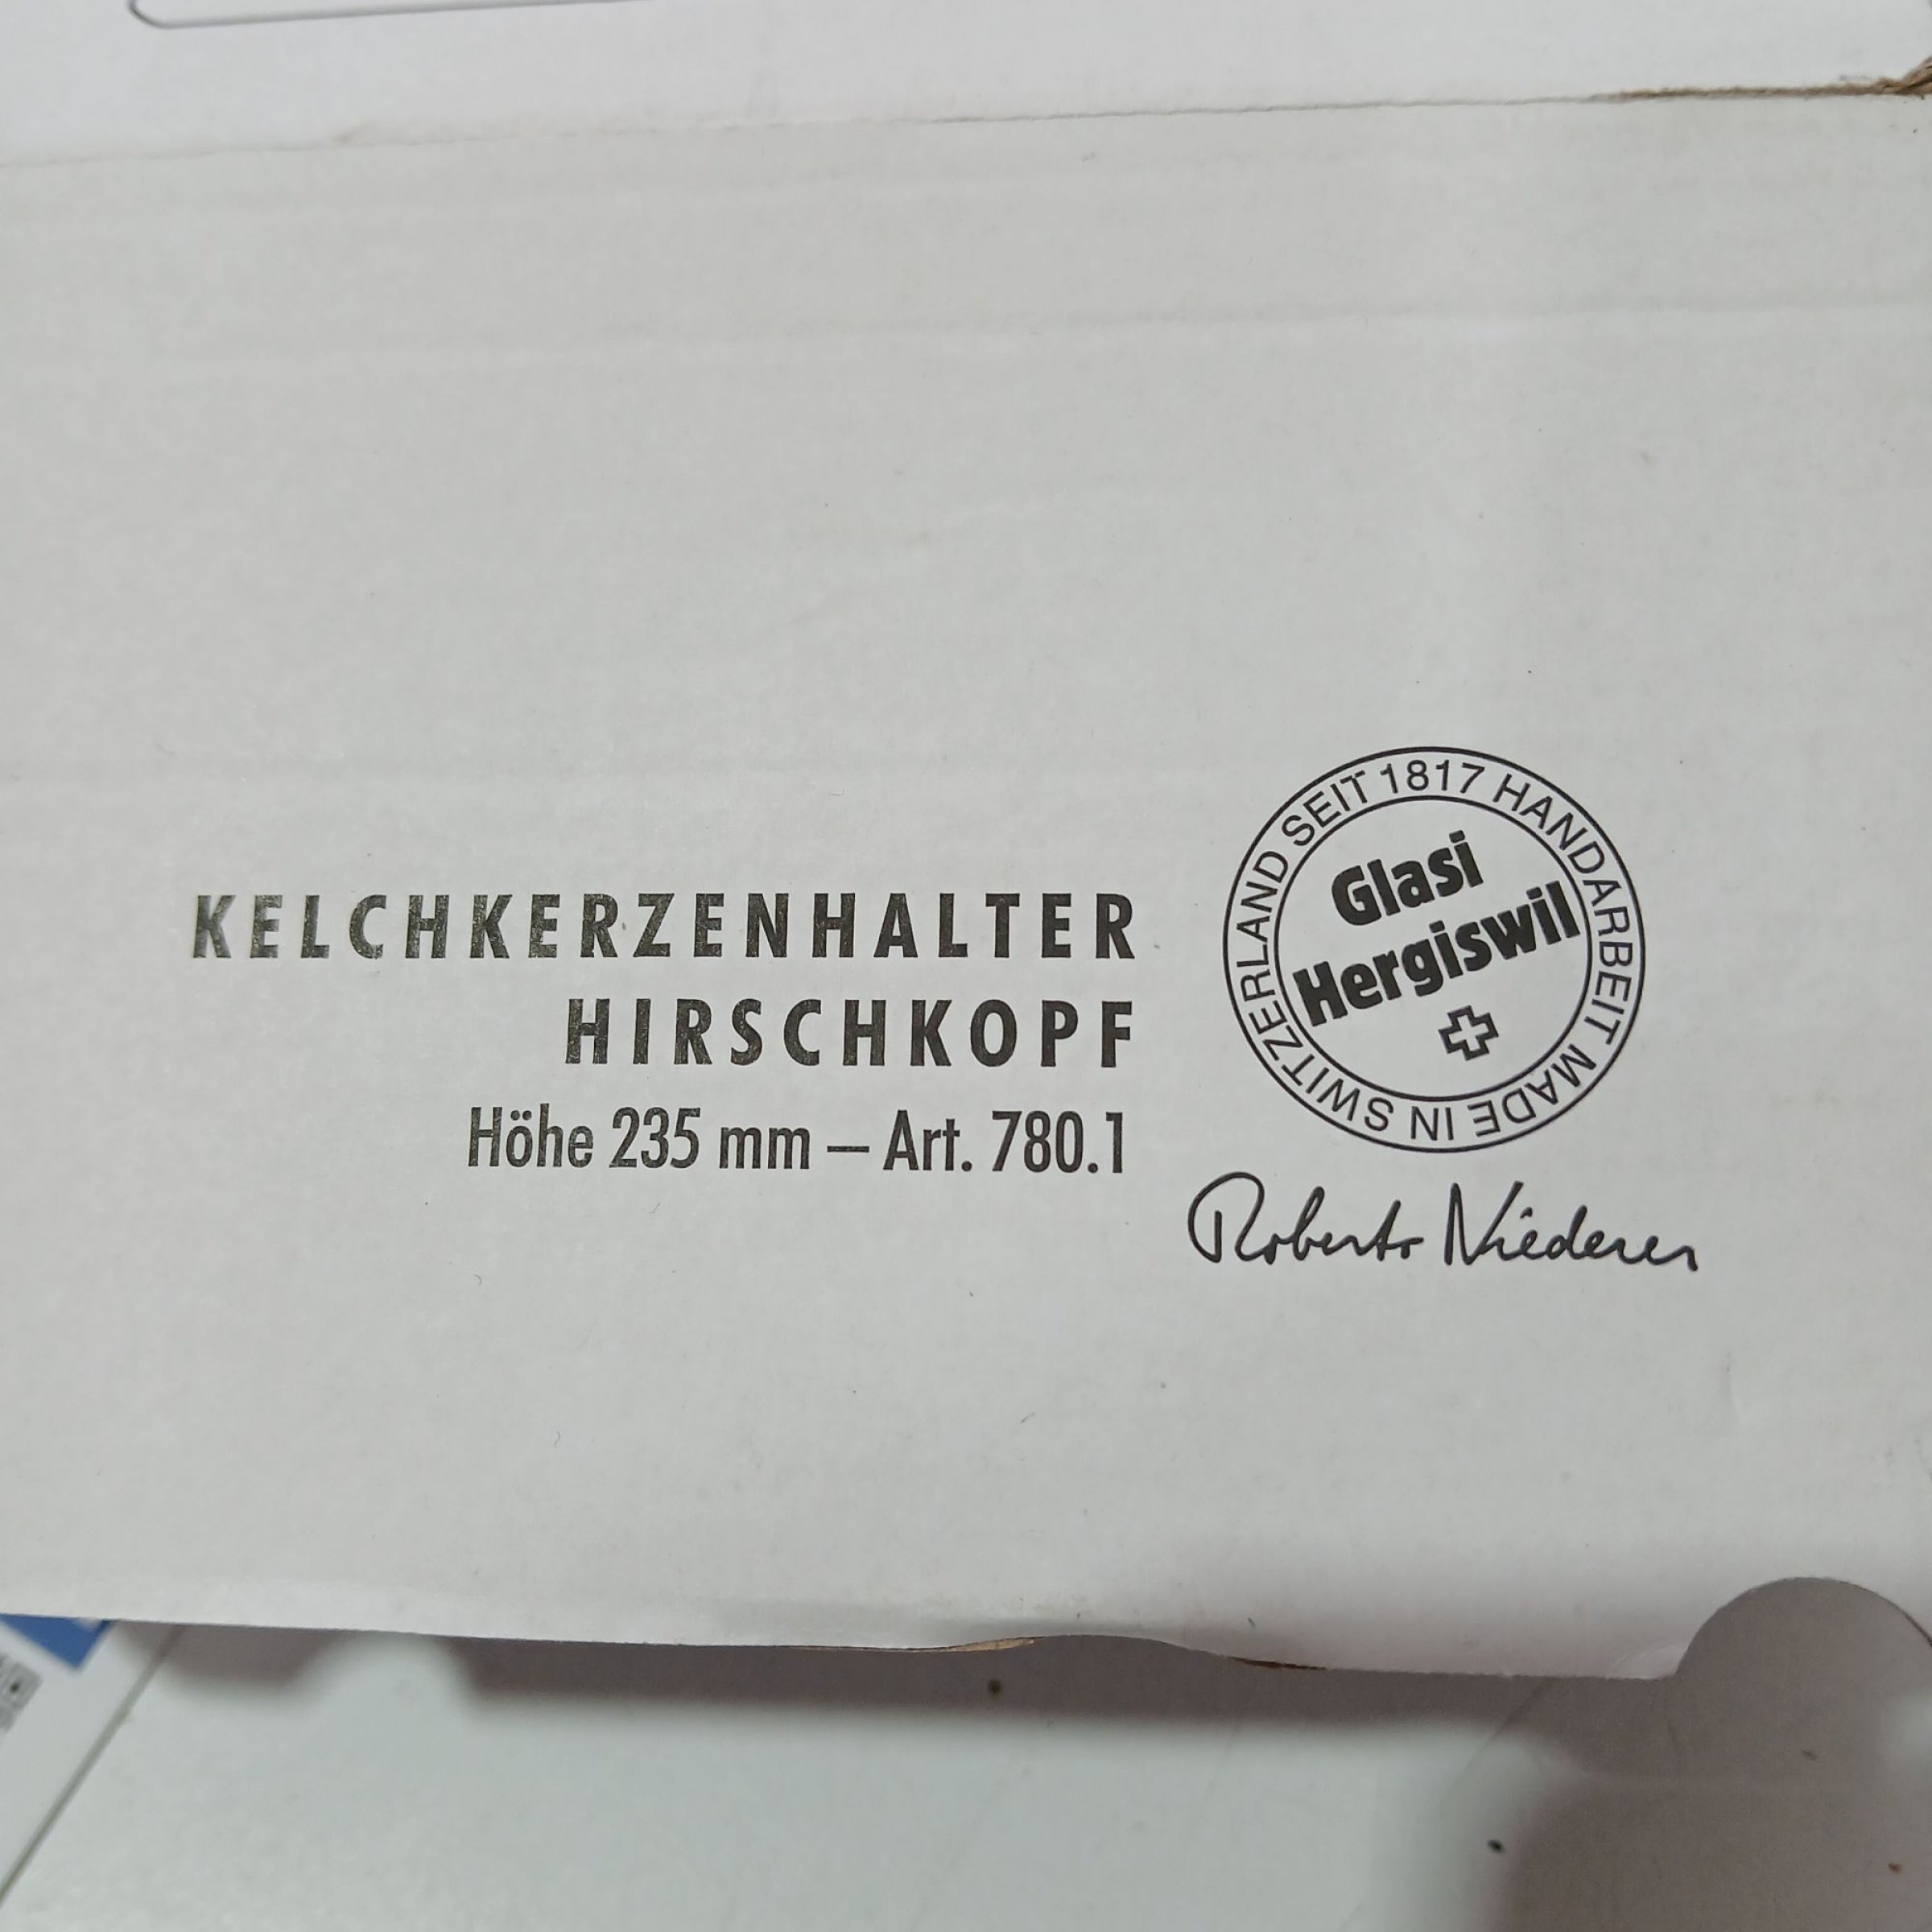 KELCHKERZENHALTER
HIRSCHKOPF
Höhe 235 mm – Art. 780.1
SEIT 1817 HANDARBEIT MADE IN SWITZERLAND
Glasi
Hergiswil
Roberto Niederer